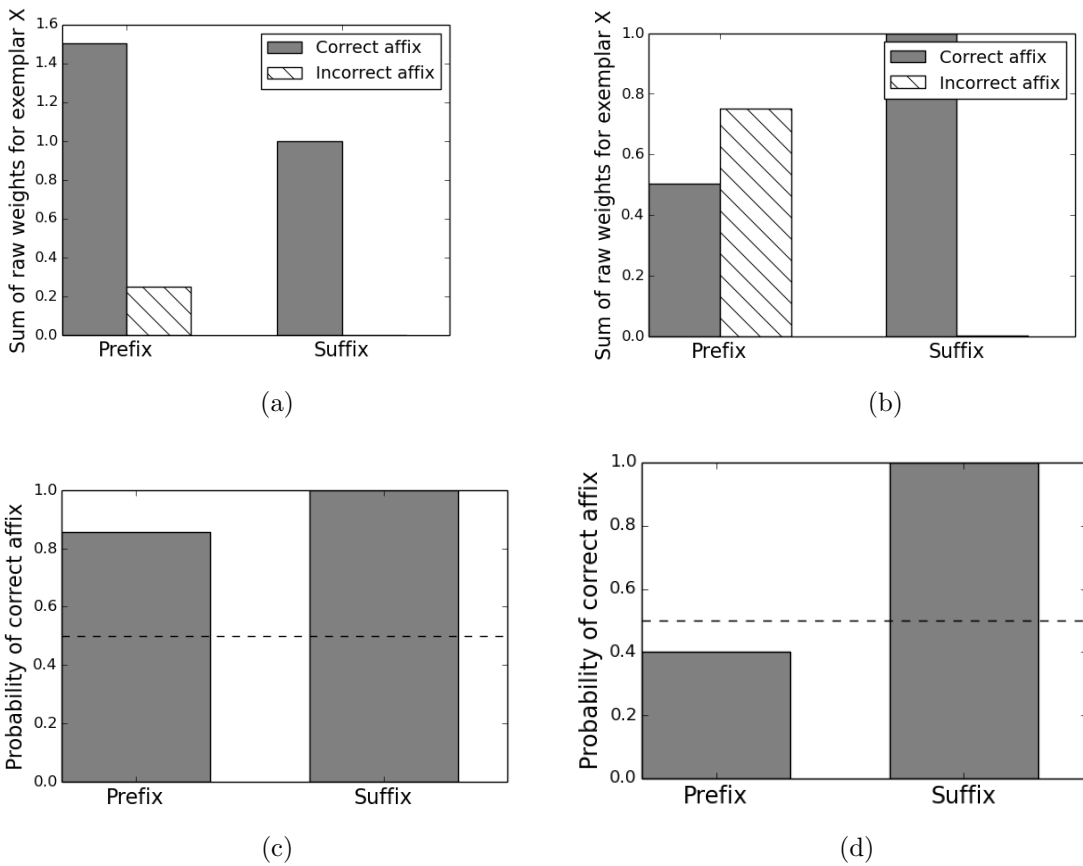 Sum of raw weights for exemplar X
1.6
1.4
1.2
1.0
0.8
0.6
0.4
0.2
0.0
Correct affix
Incorrect affix
Prefix
Suffix
(a)
Sum of raw weights for exemplar X
1.0
0.8
0.6
0.4
0.2
0.0
Correct affix
Incorrect affix
Prefix
Suffix
(b)
Probability of correct affix
1.0
0.8
0.6
0.4
0.2
0.0
Prefix
Suffix
(c)
Probability of correct affix
1.0
0.8
0.6
0.4
0.2
0.0
Prefix
Suffix
(d)